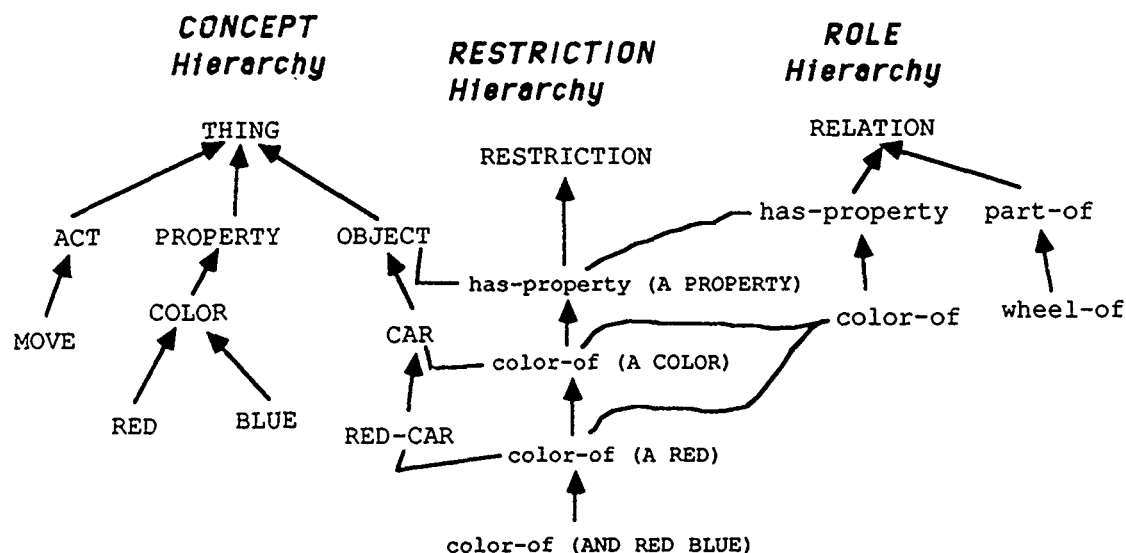 CONCEPT
Hierarchy
RESTRICTION
Hierarchy
ROLE
Hierarchy
THING
RESTRICTION
RELATION
ACT
PROPERTY
OBJECT
has-property
part-of
has-property (A PROPERTY)
MOVE
COLOR
CAR
color-of
wheel-of
color-of (A COLOR)
RED
BLUE
RED-CAR
color-of (A RED)
color-of (AND RED BLUE)